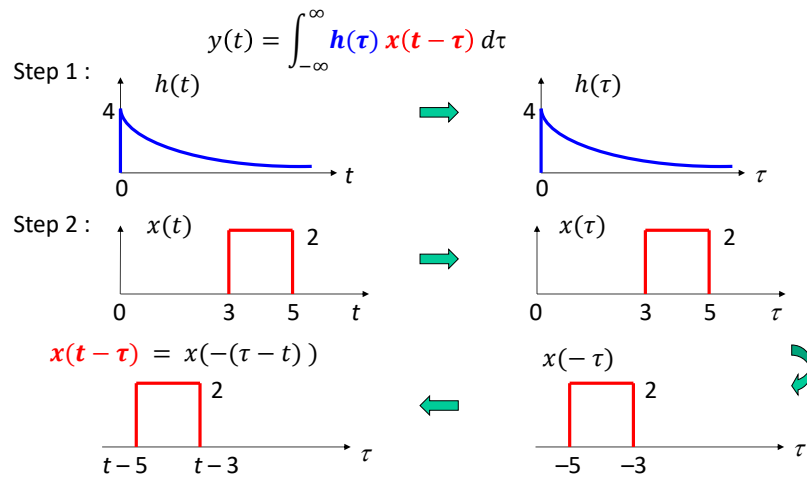 y(t) = ∫_{-∞}^{∞} h(τ) x(t − τ) dτ
Step 1 :
h(t)
4
0
t
h(τ)
4
0
τ
Step 2 :
x(t)
2
0
3
5
t
x(τ)
2
0
3
5
τ
x(t − τ) = x(−(τ − t) )
2
t – 5
t – 3
τ
x(− τ)
2
–5
–3
τ